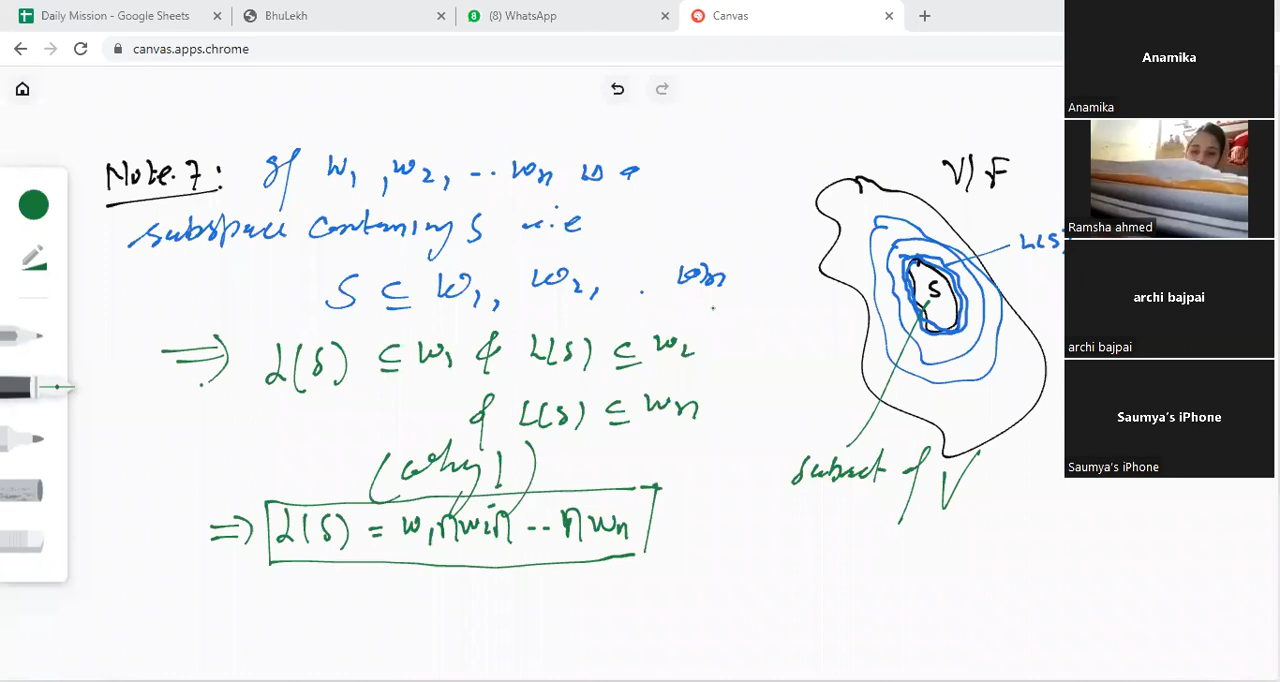 Daily Mission - Google Sheets
BhuLekh
(8) WhatsApp
Canvas
canvas.apps.chrome
Anamika
Anamika
Ramsha ahmed
archi bajpai
archi bajpai
Saumya's iPhone
Saumya's iPhone
Note.7: If W1, W2, -.. Wn is a
subspace containing S i.e
S ⊆ W1, W2, . Wn
⟹ L(S) ⊆ W1 & L(S) ⊆ W2
& L(S) ⊆ Wn
(why!)
⟹ L(S) = W1∩W2∩ -- ∩Wn
V/F
L(S)
S
subset of V